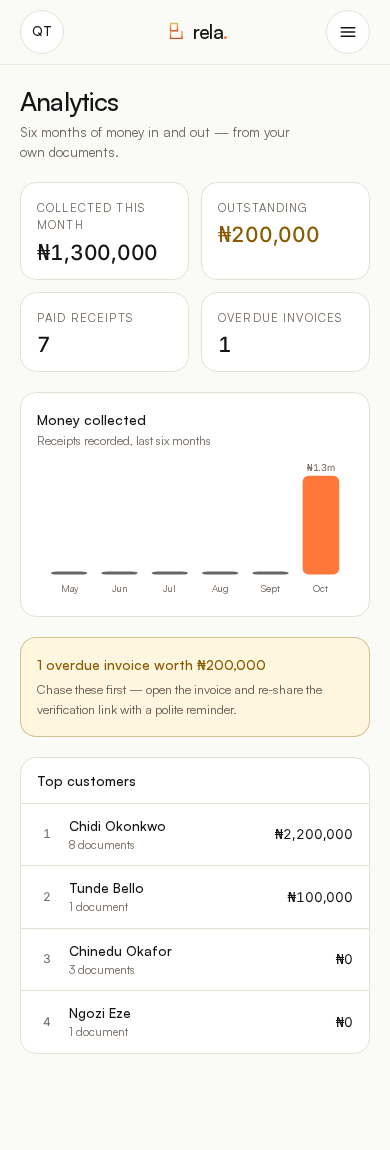 QT
rela.
Analytics
Six months of money in and out — from your
own documents.
COLLECTED THIS
MONTH
₦1,300,000
OUTSTANDING
₦200,000
PAID RECEIPTS
7
OVERDUE INVOICES
1
Money collected
Receipts recorded, last six months
₦1.3m
May Jun Jul Aug Sept Oct
1 overdue invoice worth ₦200,000
Chase these first — open the invoice and re-share the
verification link with a polite reminder.
Top customers
1 Chidi Okonkwo ₦2,200,000
8 documents
2 Tunde Bello ₦100,000
1 document
3 Chinedu Okafor ₦0
3 documents
4 Ngozi Eze ₦0
1 document